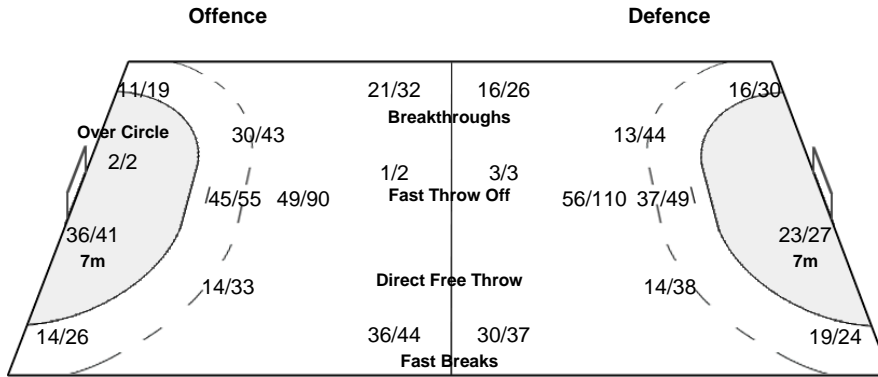 Offence Defence
11/19 21/32 16/26 16/30
Breakthroughs
Over Circle 30/43 13/44
2/2 1/2 3/3
45/55 49/90 Fast Throw Off 56/110 37/49
36/41 23/27
7m 7m
14/33 Direct Free Throw 14/38
14/26 36/44 30/37 19/24
Fast Breaks